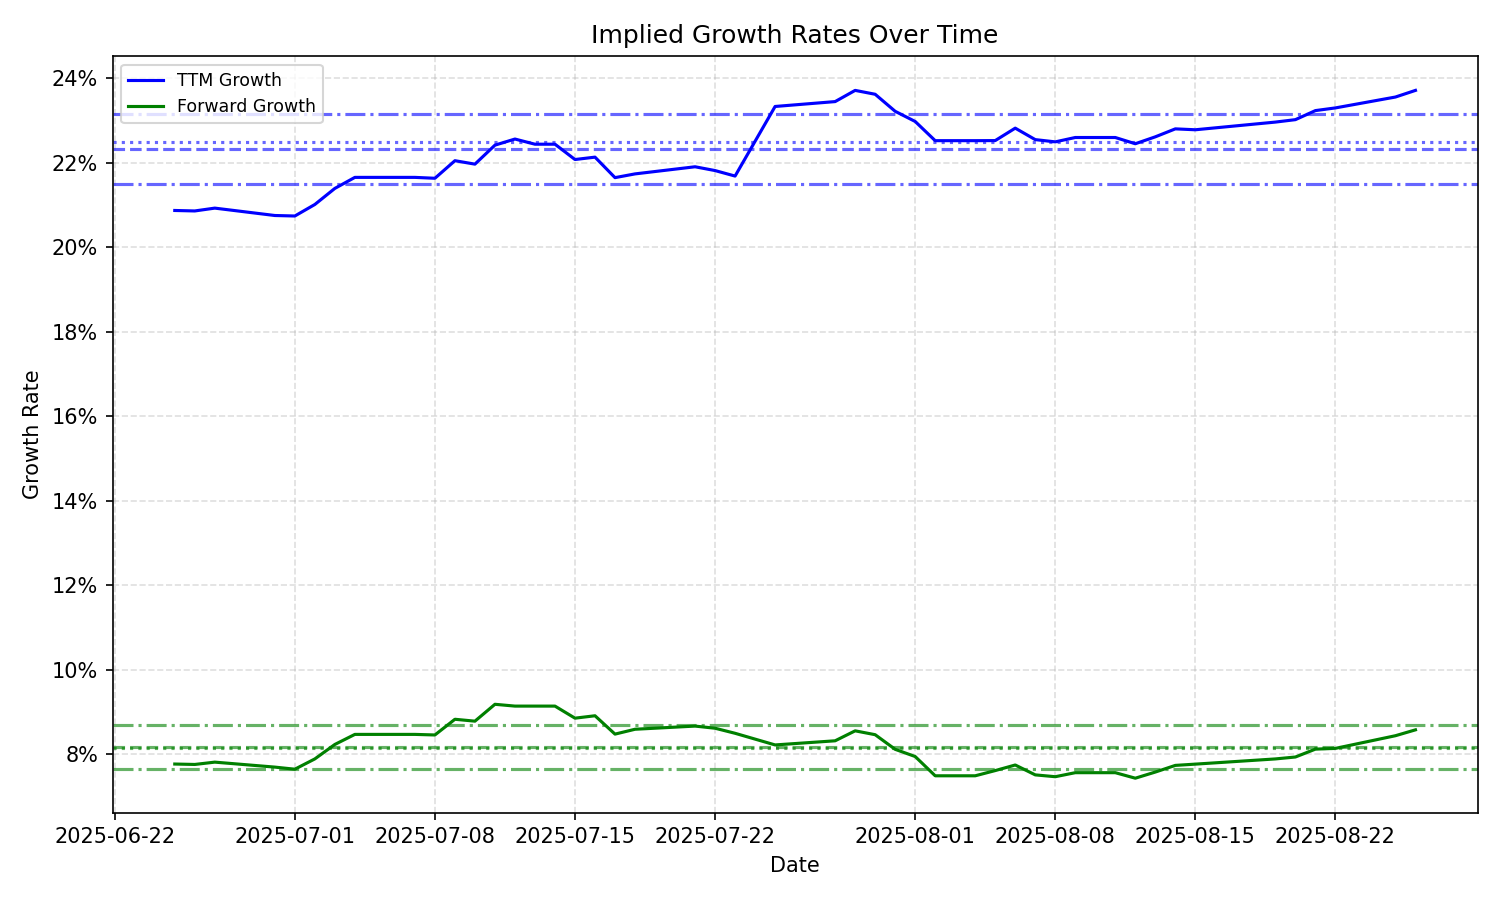 Implied Growth Rates Over Time
TTM Growth
Forward Growth
24%
22%
20%
18%
16%
14%
12%
10%
8%
Growth Rate
2025-06-22 2025-07-01 2025-07-08 2025-07-15 2025-07-22 2025-08-01 2025-08-08 2025-08-15 2025-08-22
Date